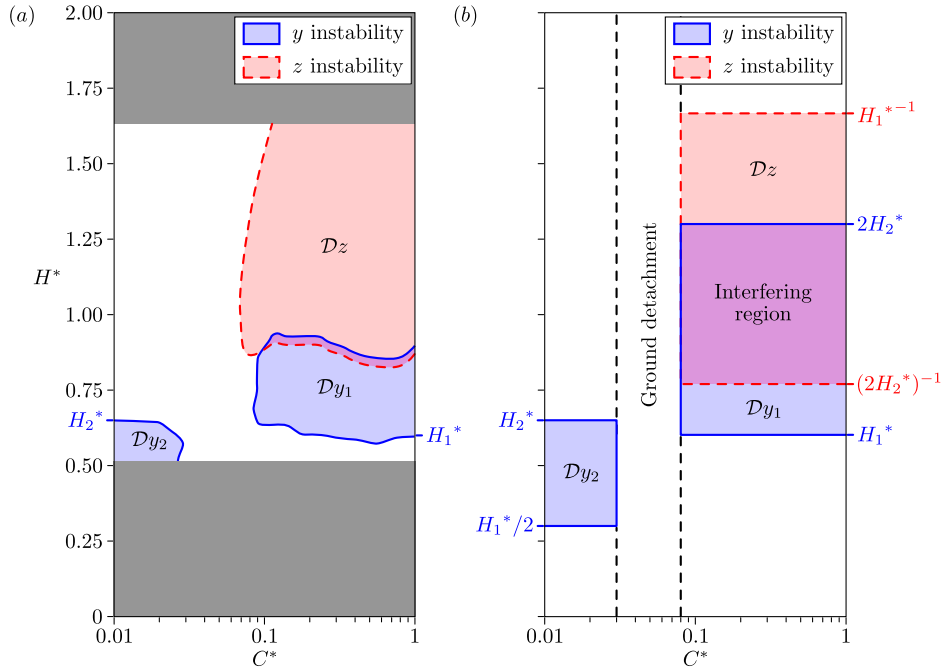 (a)
2.00
1.75
1.50
1.25
H*
1.00
0.75
H₂*
0.50
0.25
0
0.01
0.1
1
C*
y instability
z instability
𝒟z
𝒟y₁
𝒟y₂
H₁*
(b)
y instability
z instability
H₁*⁻¹
𝒟z
2H₂*
Ground detachment
Interfering
region
(2H₂*)⁻¹
𝒟y₁
H₁*
H₂*
𝒟y₂
H₁*/2
0.01
0.1
1
C*